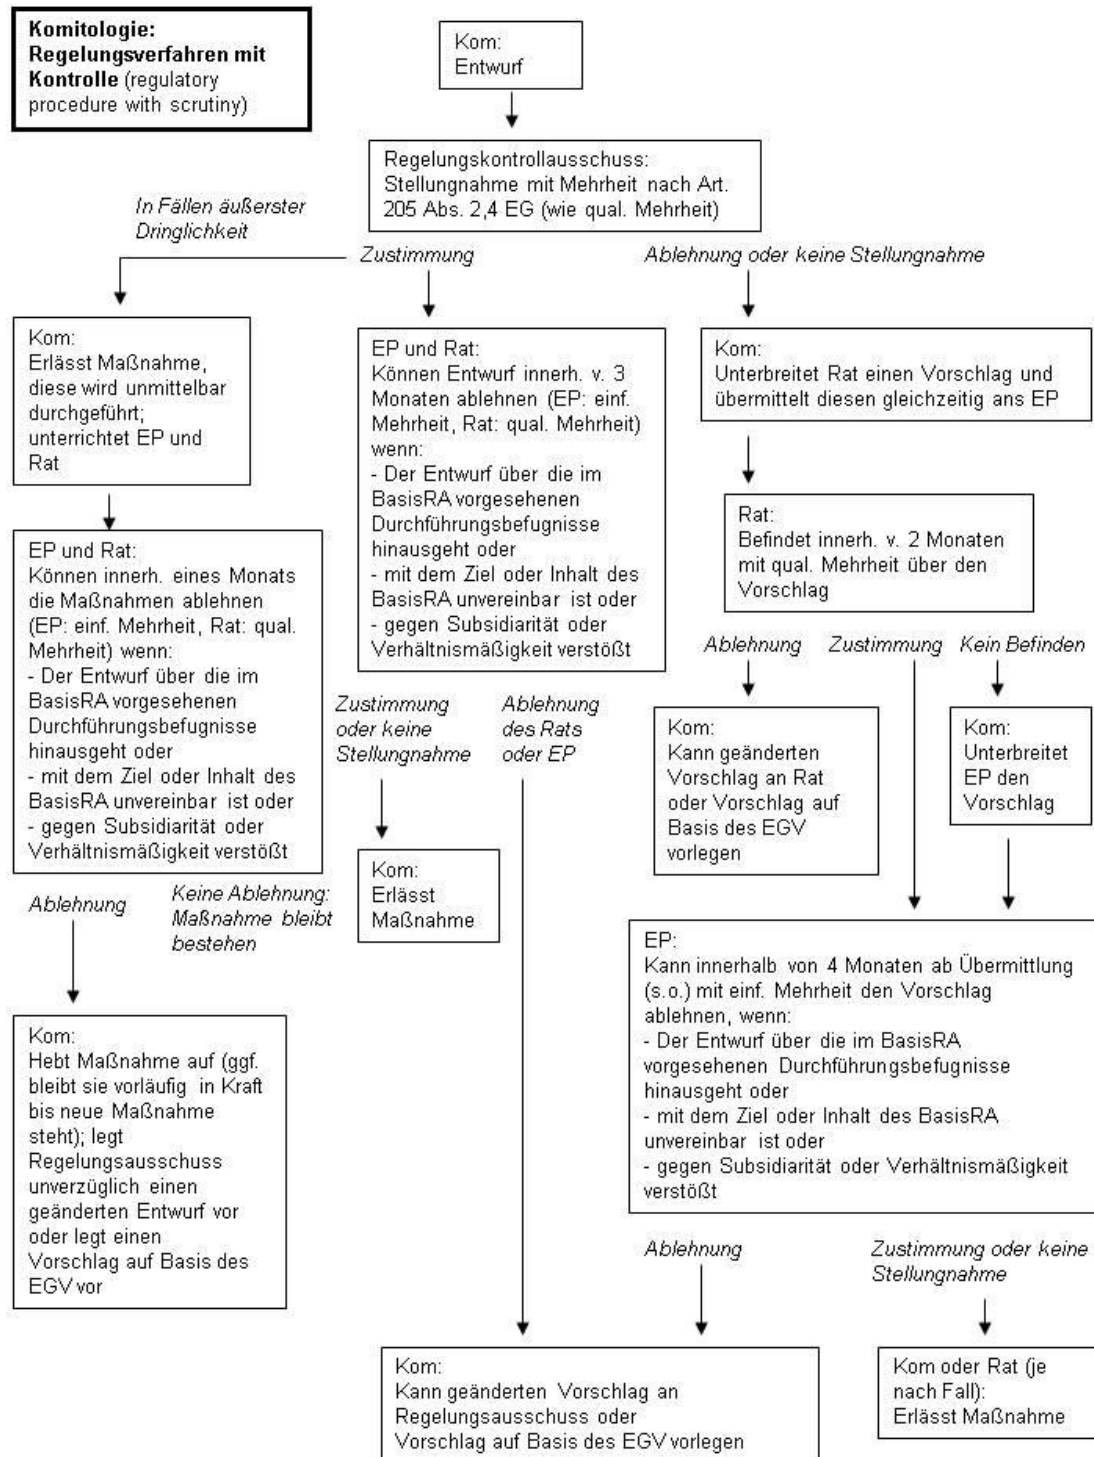 Komitologie:
Regelungsverfahren mit
Kontrolle (regulatory
procedure with scrutiny)
Kom:
Entwurf
Regelungskontrollausschuss:
Stellungnahme mit Mehrheit nach Art.
205 Abs. 2,4 EG (wie qual. Mehrheit)
In Fällen äußerster
Dringlichkeit
Zustimmung
Ablehnung oder keine Stellungnahme
Kom:
Erlässt Maßnahme,
diese wird unmittelbar
durchgeführt;
unterrichtet EP und
Rat
EP und Rat:
Können Entwurf innerh. v. 3
Monaten ablehnen (EP: einf.
Mehrheit, Rat: qual. Mehrheit)
wenn:
- Der Entwurf über die im
BasisRA vorgesehenen
Durchführungsbefugnisse
hinausgeht oder
- mit dem Ziel oder Inhalt des
BasisRA unvereinbar ist oder
- gegen Subsidiarität oder
Verhältnismäßigkeit verstößt
Kom:
Unterbreitet Rat einen Vorschlag und
übermittelt diesen gleichzeitig ans EP
Rat:
Befindet innerh. v. 2 Monaten
mit qual. Mehrheit über den
Vorschlag
EP und Rat:
Können innerh. eines Monats
die Maßnahmen ablehnen
(EP: einf. Mehrheit, Rat: qual.
Mehrheit) wenn:
- Der Entwurf über die im
BasisRA vorgesehenen
Durchführungsbefugnisse
hinausgeht oder
- mit dem Ziel oder Inhalt des
BasisRA unvereinbar ist oder
- gegen Subsidiarität oder
Verhältnismäßigkeit verstößt
Ablehnung
Zustimmung
Kein Befinden
Zustimmung
oder keine
Stellungnahme
Ablehnung
des Rats
oder EP
Kom:
Kann geänderten
Vorschlag an Rat
oder Vorschlag auf
Basis des EGV
vorlegen
Kom:
Unterbreitet
EP den
Vorschlag
Kom:
Erlässt
Maßnahme
Ablehnung
Keine Ablehnung:
Maßnahme bleibt
bestehen
EP:
Kann innerhalb von 4 Monaten ab Übermittlung
(s.o.) mit einf. Mehrheit den Vorschlag
ablehnen, wenn:
- Der Entwurf über die im BasisRA
vorgesehenen Durchführungsbefugnisse
hinausgeht oder
- mit dem Ziel oder Inhalt des BasisRA
unvereinbar ist oder
- gegen Subsidiarität oder Verhältnismäßigkeit
verstößt
Kom:
Hebt Maßnahme auf (ggf.
bleibt sie vorläufig in Kraft
bis neue Maßnahme
steht); legt
Regelungsausschuss
unverzüglich einen
geänderten Entwurf vor
oder legt einen
Vorschlag auf Basis des
EGV vor
Ablehnung
Zustimmung oder keine
Stellungnahme
Kom:
Kann geänderten Vorschlag an
Regelungsausschuss oder
Vorschlag auf Basis des EGV vorlegen
Kom oder Rat (je
nach Fall):
Erlässt Maßnahme